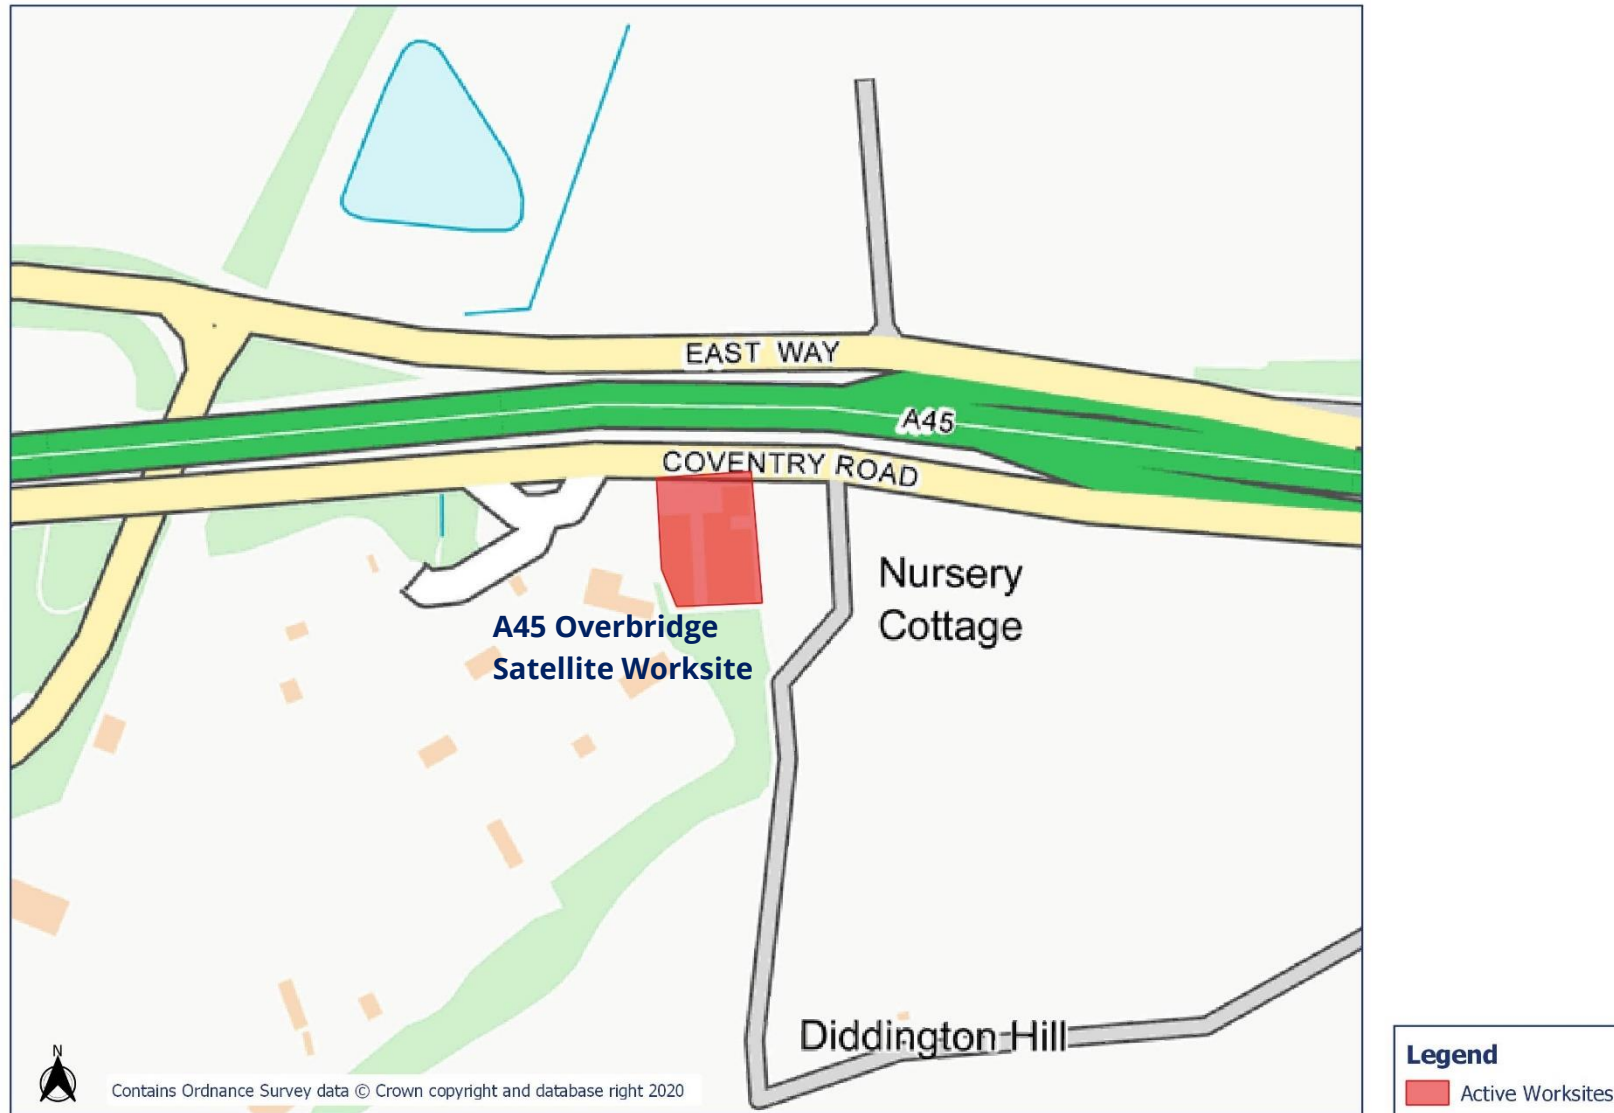 EAST WAY
A45
COVENTRY ROAD
Nursery
Cottage
A45 Overbridge
Satellite Worksite
Diddington Hill
N
Contains Ordnance Survey data © Crown copyright and database right 2020
Legend
Active Worksites